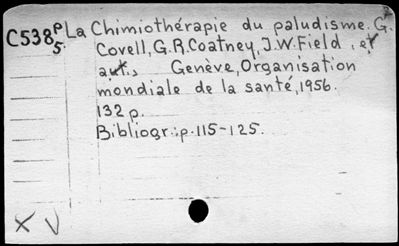 C538 P La Chimiothérapie du paludisme. G.
5. Covell, G.R. Coatney, J.W. Field, et
aut., Genève, Organisation
mondiale de la santé, 1956.
132 p.
Bibliogr.: p. 115-125.
X V